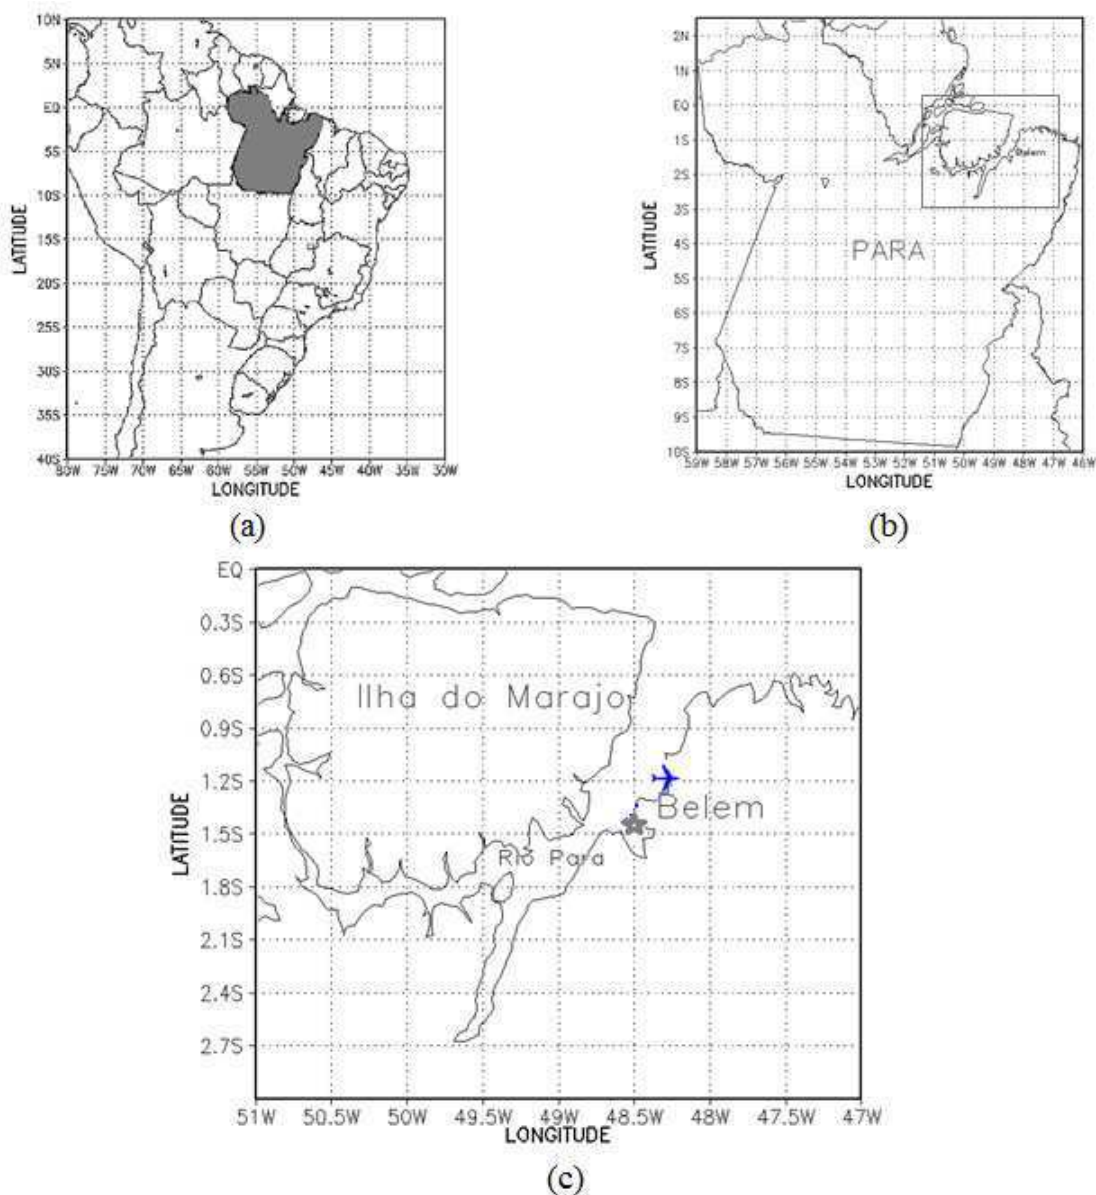 10N
5N
EQ
5S
10S
15S
20S
25S
30S
35S
40S
LATITUDE
80W 75W 70W 65W 60W 55W 50W 45W 40W 35W 30W
LONGITUDE
(a)
2N
1N
EQ
1S
2S
3S
4S
5S
6S
7S
8S
9S
10S
LATITUDE
Belem
PARA
59W 58W 57W 56W 55W 54W 53W 52W 51W 50W 49W 48W 47W 46W
LONGITUDE
(b)
EQ
0.3S
0.6S
0.9S
1.2S
1.5S
1.8S
2.1S
2.4S
2.7S
LATITUDE
Ilha do Marajo
Belem
Rio Para
51W 50.5W 50W 49.5W 49W 48.5W 48W 47.5W 47W
LONGITUDE
(c)